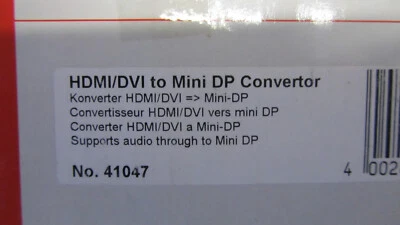 HDMI/DVI to Mini DP Convertor
Konverter HDMI/DVI => Mini-DP
Convertisseur HDMI/DVI vers mini DP
Converter HDMI/DVI a Mini-DP
Supports audio through to Mini DP
No. 41047
4 002